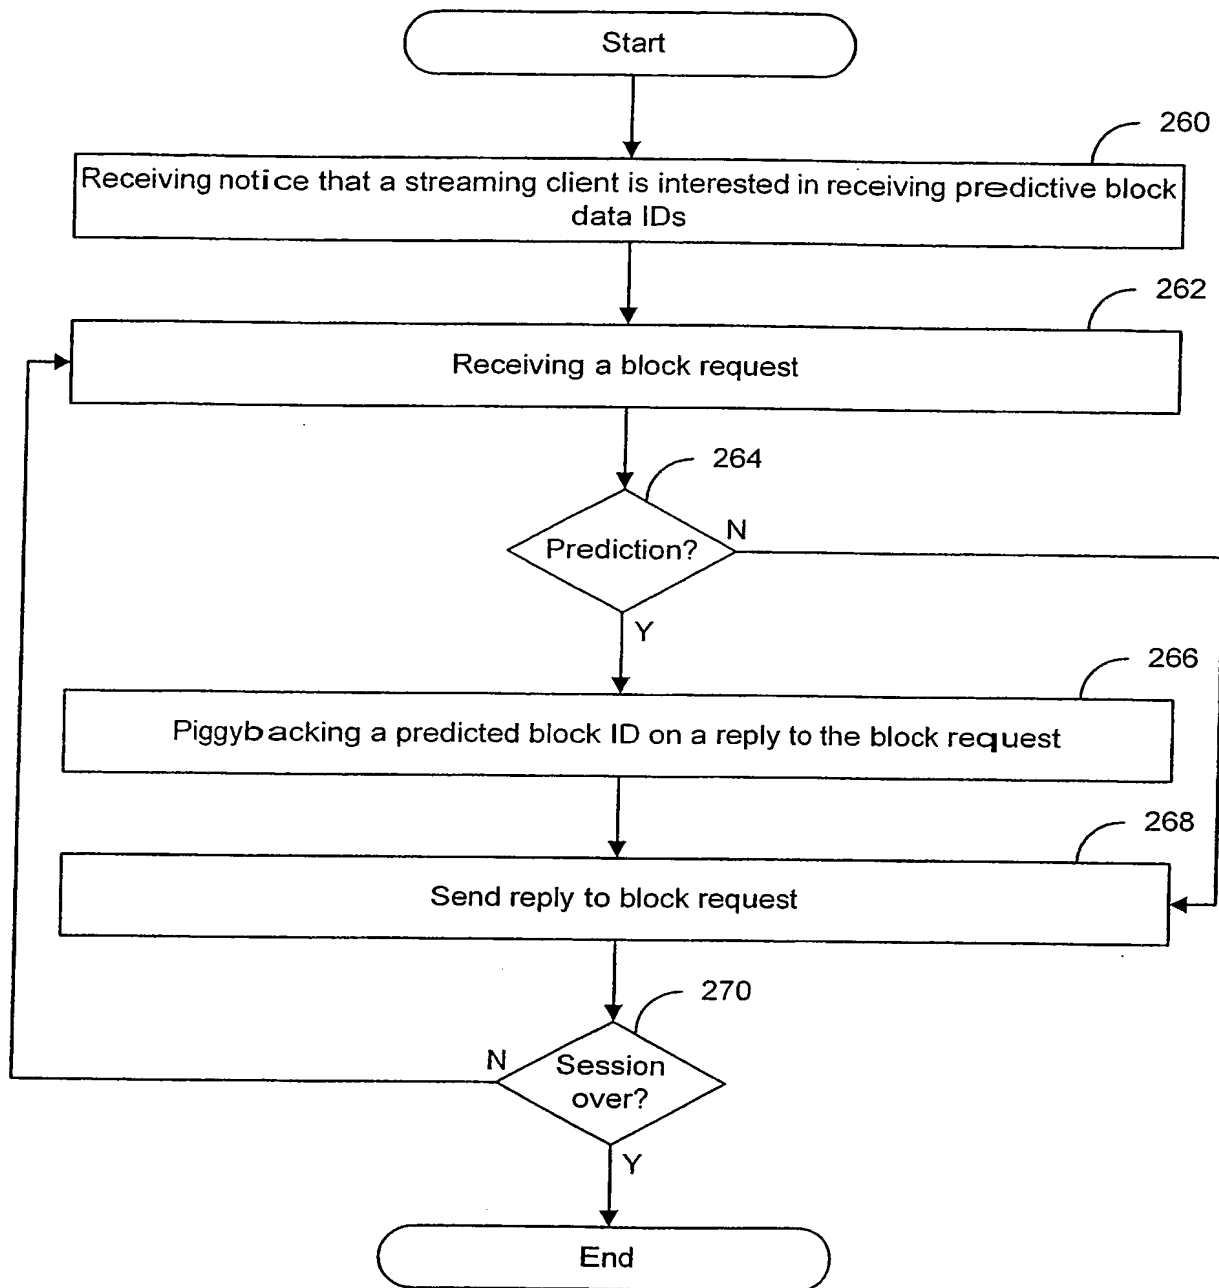 Start
260
Receiving notice that a streaming client is interested in receiving predictive block
data IDs
262
Receiving a block request
264
Prediction?
N
Y
266
Piggybacking a predicted block ID on a reply to the block request
268
Send reply to block request
270
Session
over?
N
Y
End